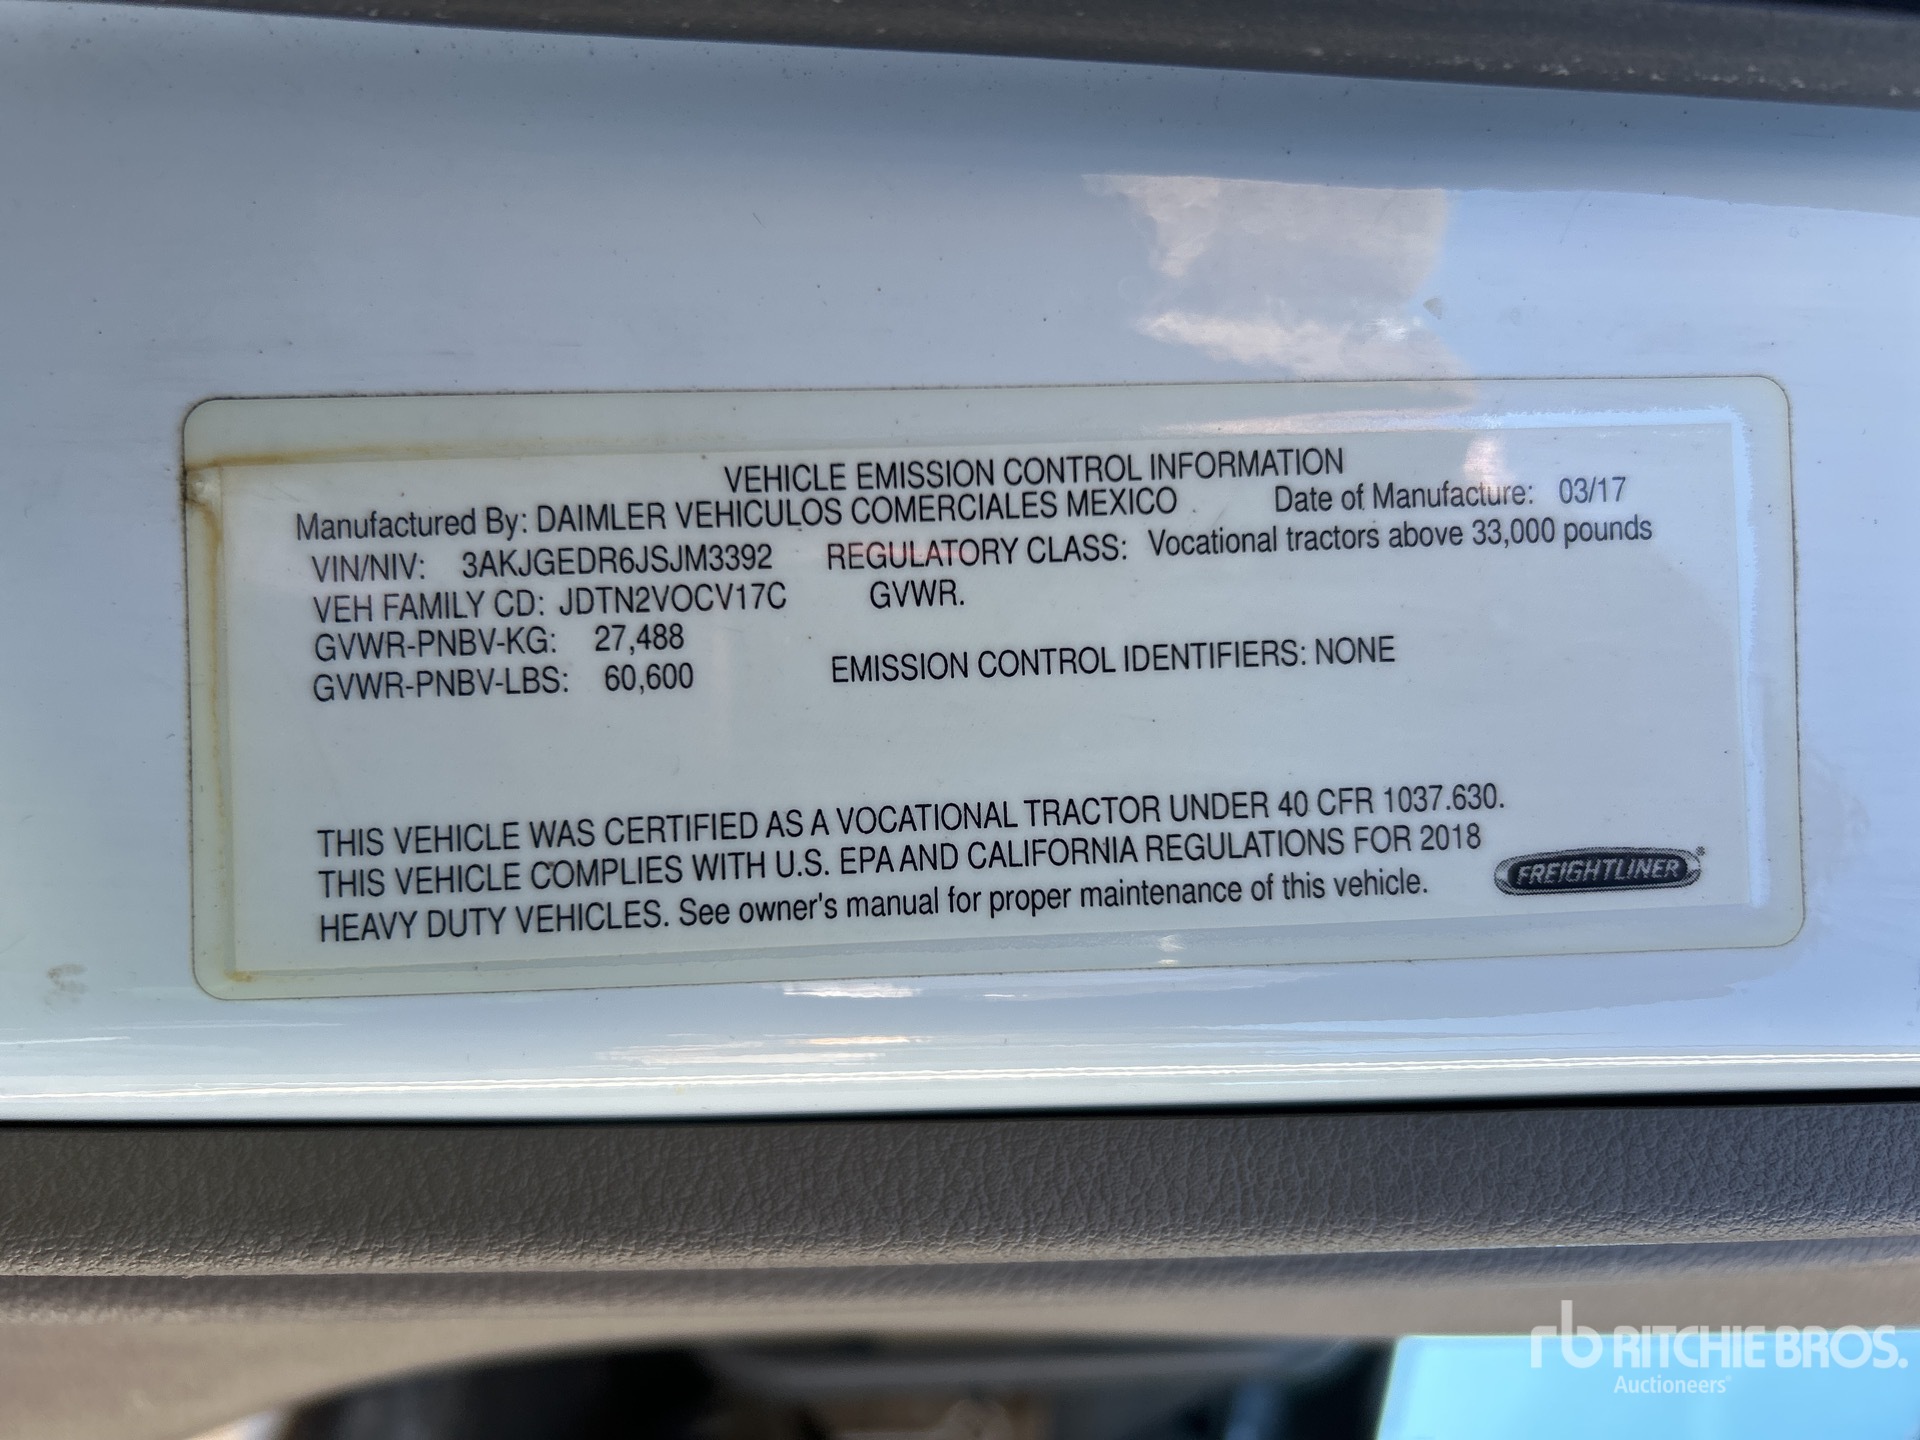 VEHICLE EMISSION CONTROL INFORMATION
Manufactured By: DAIMLER VEHICULOS COMERCIALES MEXICO Date of Manufacture: 03/17
VIN/NIV: 3AKJGEDR6JSJM3392 REGULATORY CLASS: Vocational tractors above 33,000 pounds
VEH FAMILY CD: JDTN2VOCV17C GVWR.
GVWR-PNBV-KG: 27,488
GVWR-PNBV-LBS: 60,600 EMISSION CONTROL IDENTIFIERS: NONE
THIS VEHICLE WAS CERTIFIED AS A VOCATIONAL TRACTOR UNDER 40 CFR 1037.630.
THIS VEHICLE COMPLIES WITH U.S. EPA AND CALIFORNIA REGULATIONS FOR 2018
HEAVY DUTY VEHICLES. See owner's manual for proper maintenance of this vehicle.
FREIGHTLINER
rb RITCHIE BROS.
Auctioneers